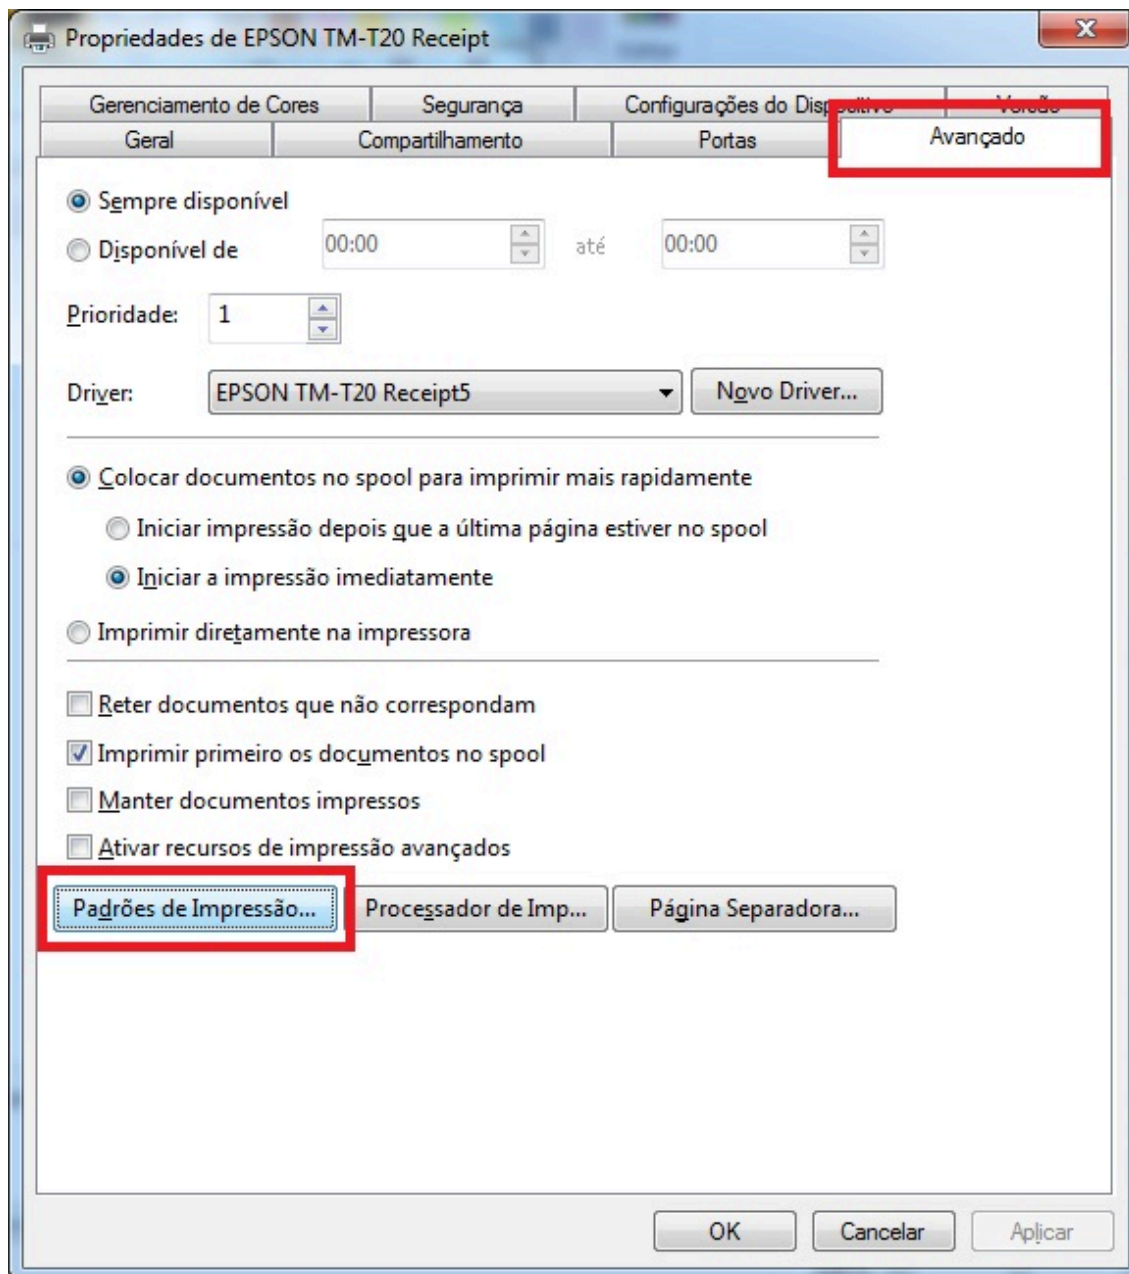 Propriedades de EPSON TM-T20 Receipt
Gerenciamento de Cores Segurança Configurações do Dispositivo Versão
Geral Compartilhamento Portas Avançado
Sempre disponível
Disponível de 00:00 até 00:00
Prioridade: 1
Driver: EPSON TM-T20 Receipt5 Novo Driver...
Colocar documentos no spool para imprimir mais rapidamente
Iniciar impressão depois que a última página estiver no spool
Iniciar a impressão imediatamente
Imprimir diretamente na impressora
Reter documentos que não correspondam
Imprimir primeiro os documentos no spool
Manter documentos impressos
Ativar recursos de impressão avançados
Padrões de Impressão... Processador de Imp... Página Separadora...
OK Cancelar Aplicar